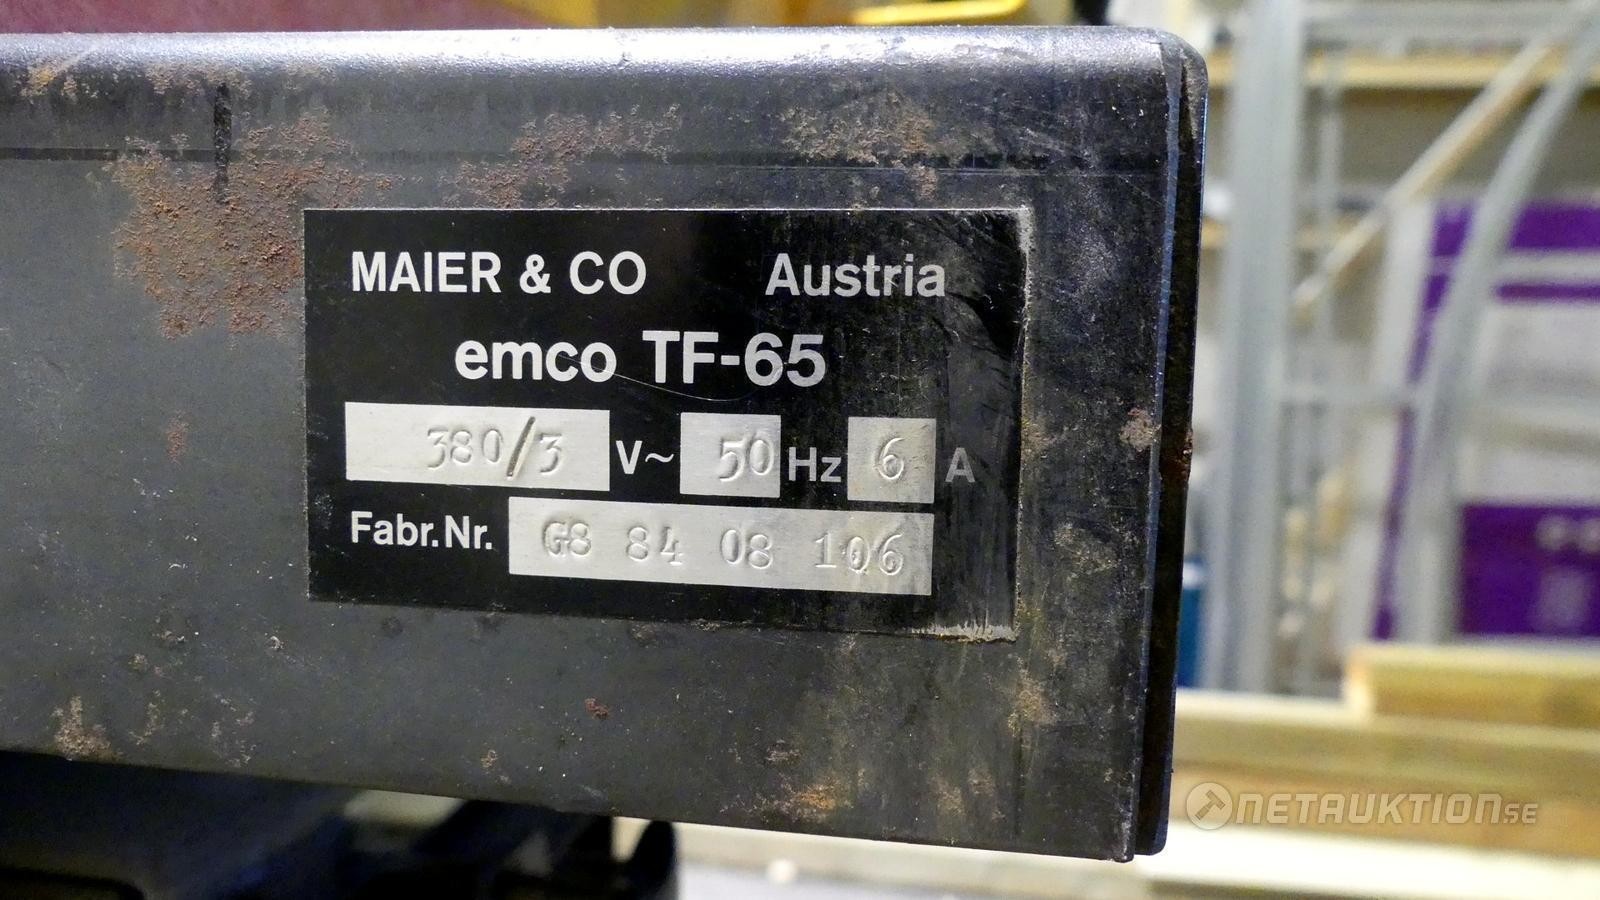 MAIER & CO Austria
emco TF-65
380/3 V~ 50 Hz 6 A
Fabr.Nr. G8 84 08 106
NETAUKTION.SE